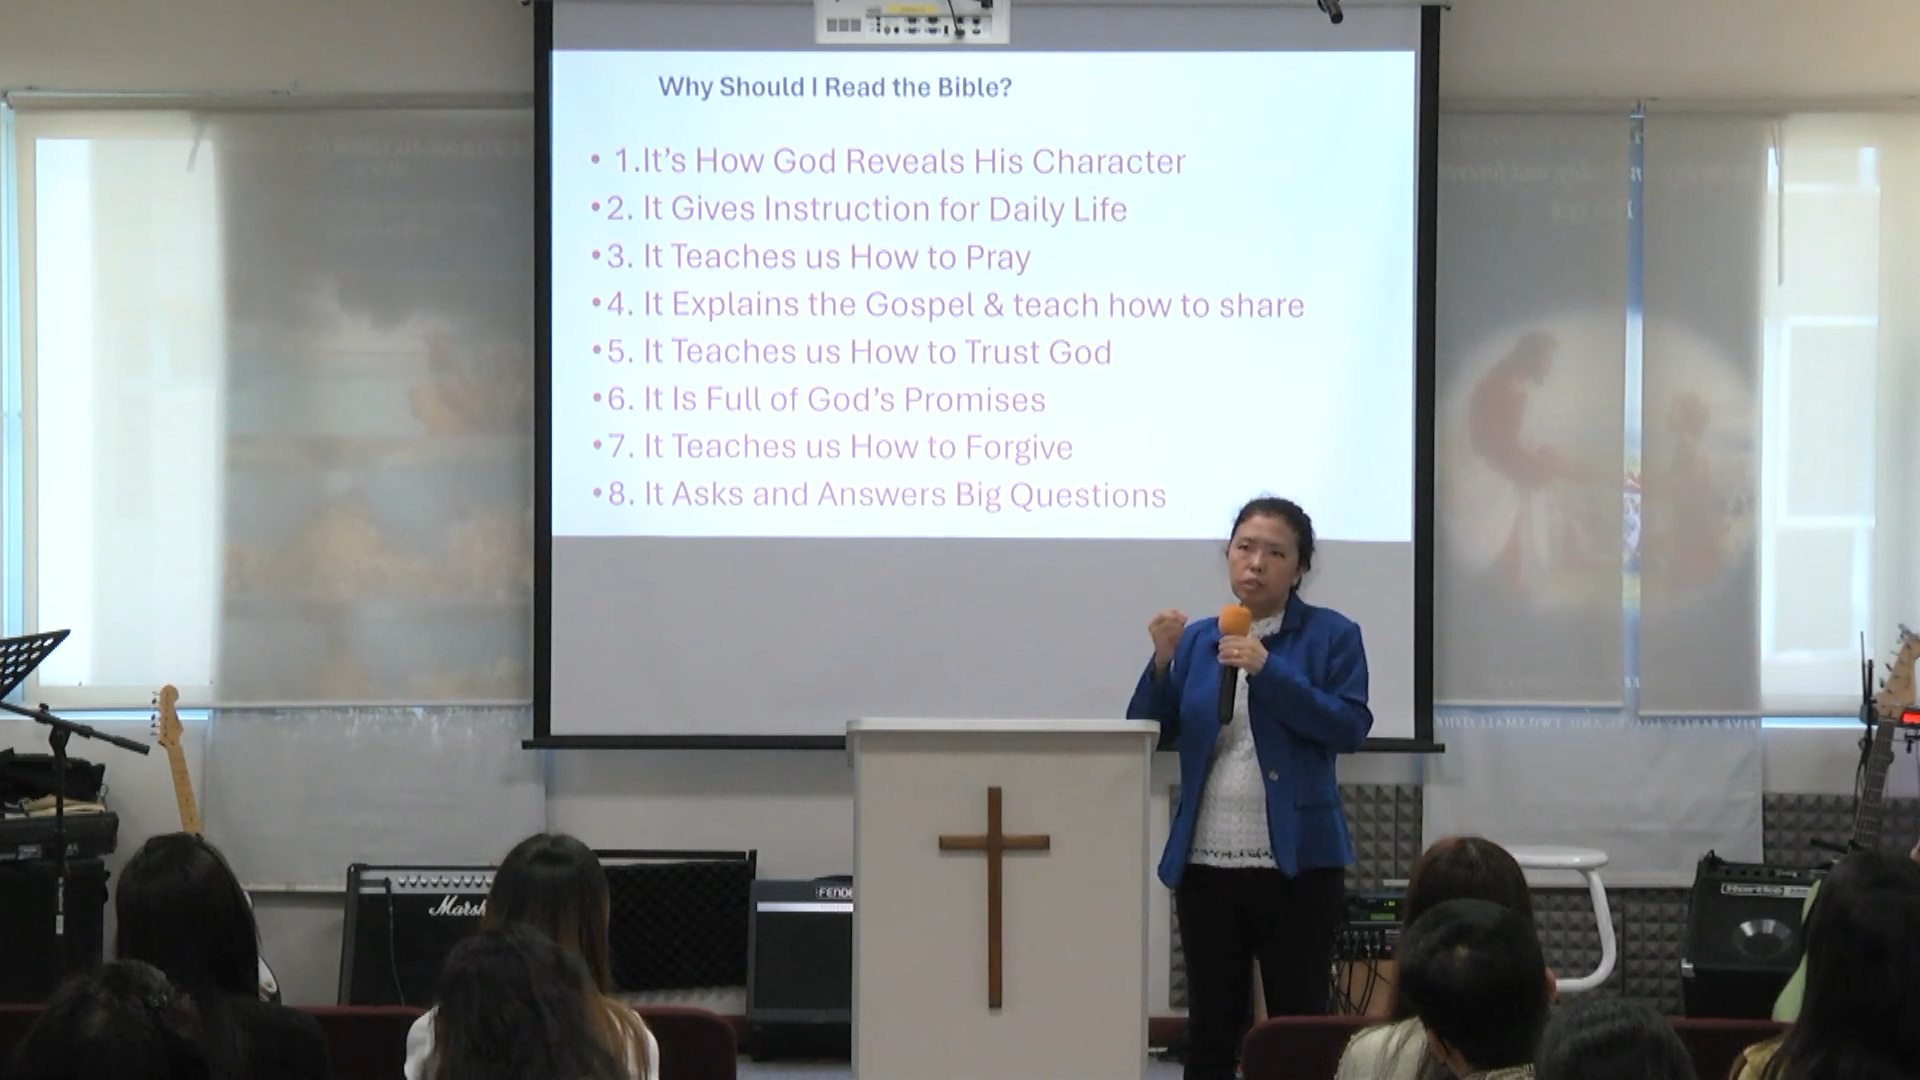 Why Should I Read the Bible?
• 1.It's How God Reveals His Character
•2. It Gives Instruction for Daily Life
•3. It Teaches us How to Pray
•4. It Explains the Gospel & teach how to share
•5. It Teaches us How to Trust God
•6. It Is Full of God's Promises
•7. It Teaches us How to Forgive
•8. It Asks and Answers Big Questions
Marsh
FENDE
Hartke